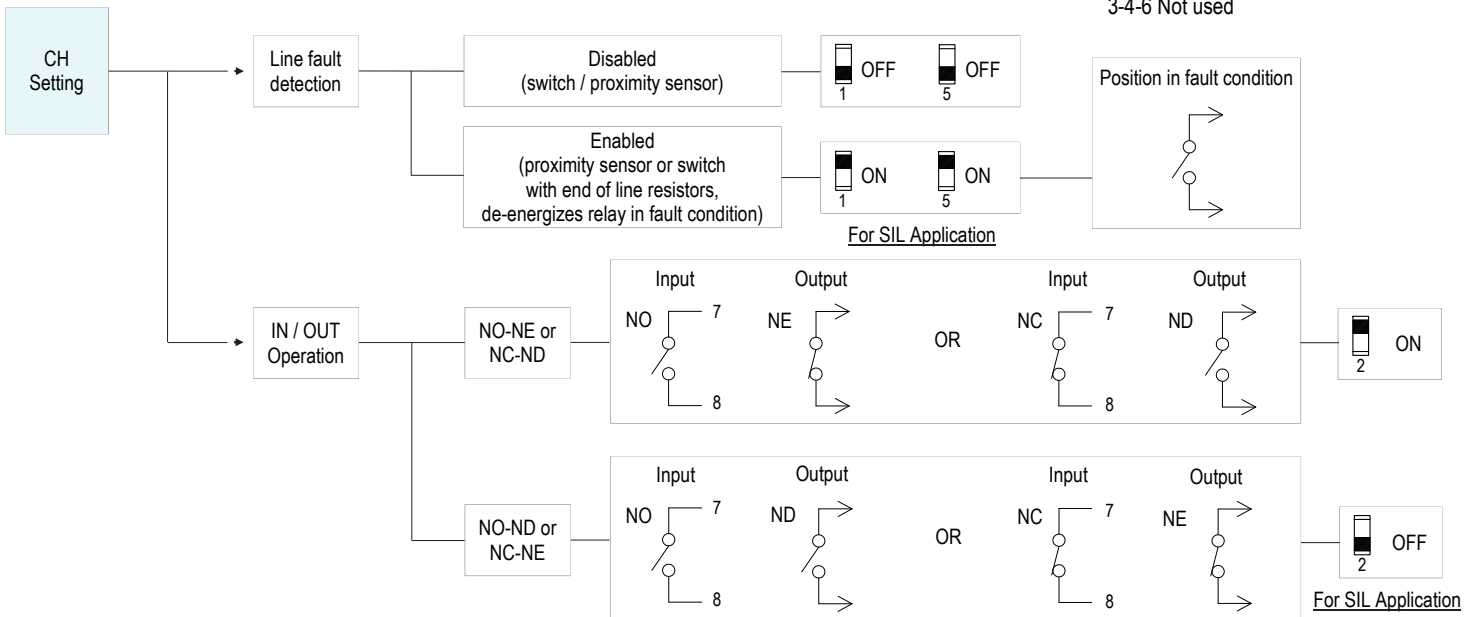 3-4-6 Not used
CH
Setting
Line fault
detection
Disabled
(switch / proximity sensor)
OFF
1
OFF
5
Enabled
(proximity sensor or switch
with end of line resistors,
de-energizes relay in fault condition)
ON
1
ON
5
For SIL Application
Position in fault condition
IN / OUT
Operation
NO-NE or
NC-ND
Input
NO
7
8
Output
NE
OR
Input
NC
7
8
Output
ND
ON
2
NO-ND or
NC-NE
Input
NO
7
8
Output
ND
OR
Input
NC
7
8
Output
NE
OFF
2
For SIL Application